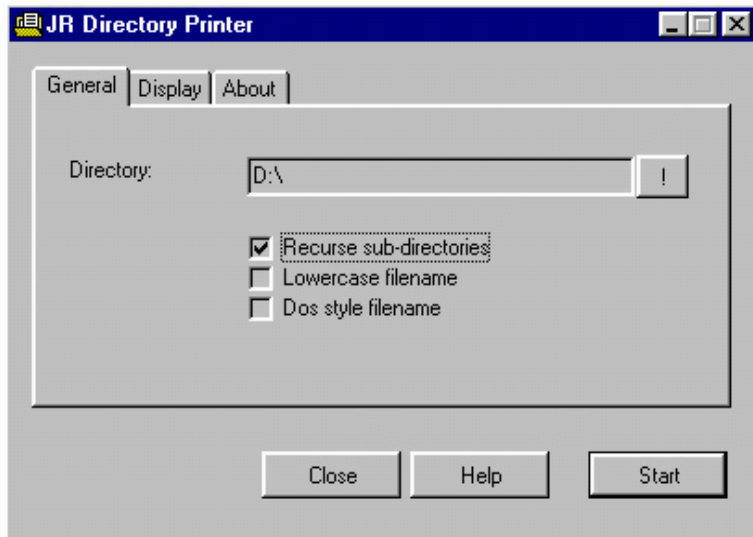 JR Directory Printer
General Display About
Directory: D:\ !
Recurse sub-directories
Lowercase filename
Dos style filename
Close Help Start